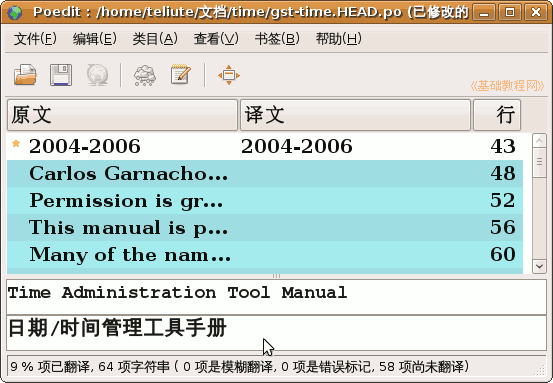 Poedit : /home/teliute/文档/time/gst-time.HEAD.po (已修改的
文件(F) 编辑(E) 类目(A) 查看(V) 书签(B) 帮助(H)
《基础教程网》
原文 译文 行
2004-2006 2004-2006 43
Carlos Garnacho... 48
Permission is gr... 52
This manual is p... 56
Many of the nam... 60
Time Administration Tool Manual
日期/时间管理工具手册
9 % 项已翻译, 64 项字符串 ( 0 项是模糊翻译, 0 项是错误标记, 58 项尚未翻译)